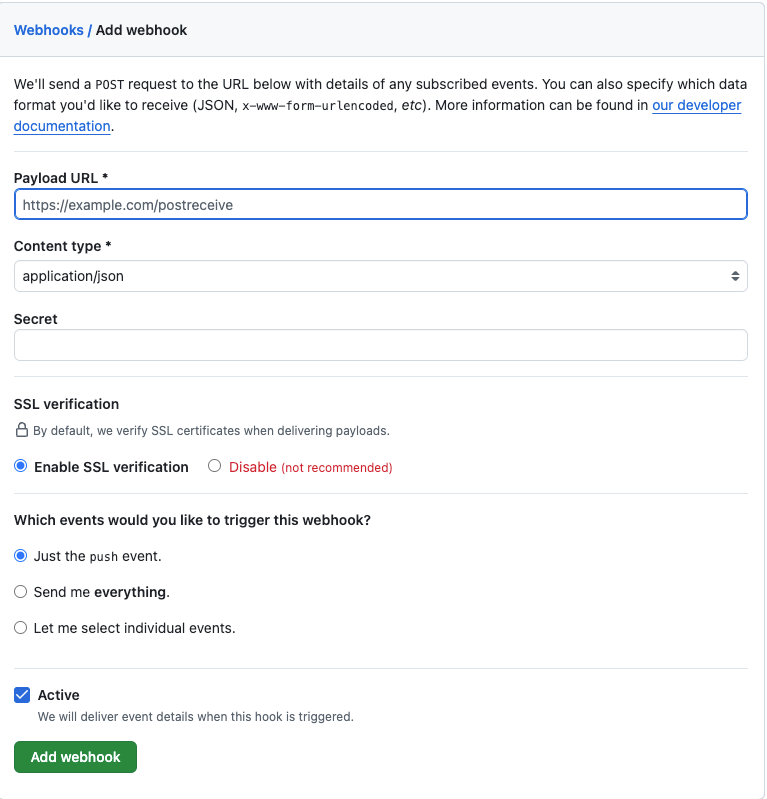 Webhooks / Add webhook
We'll send a POST request to the URL below with details of any subscribed events. You can also specify which data
format you'd like to receive (JSON, x-www-form-urlencoded, etc). More information can be found in our developer
documentation.
Payload URL *
https://example.com/postreceive
Content type *
application/json
Secret
SSL verification
By default, we verify SSL certificates when delivering payloads.
Enable SSL verification Disable (not recommended)
Which events would you like to trigger this webhook?
Just the push event.
Send me everything.
Let me select individual events.
Active
We will deliver event details when this hook is triggered.
Add webhook